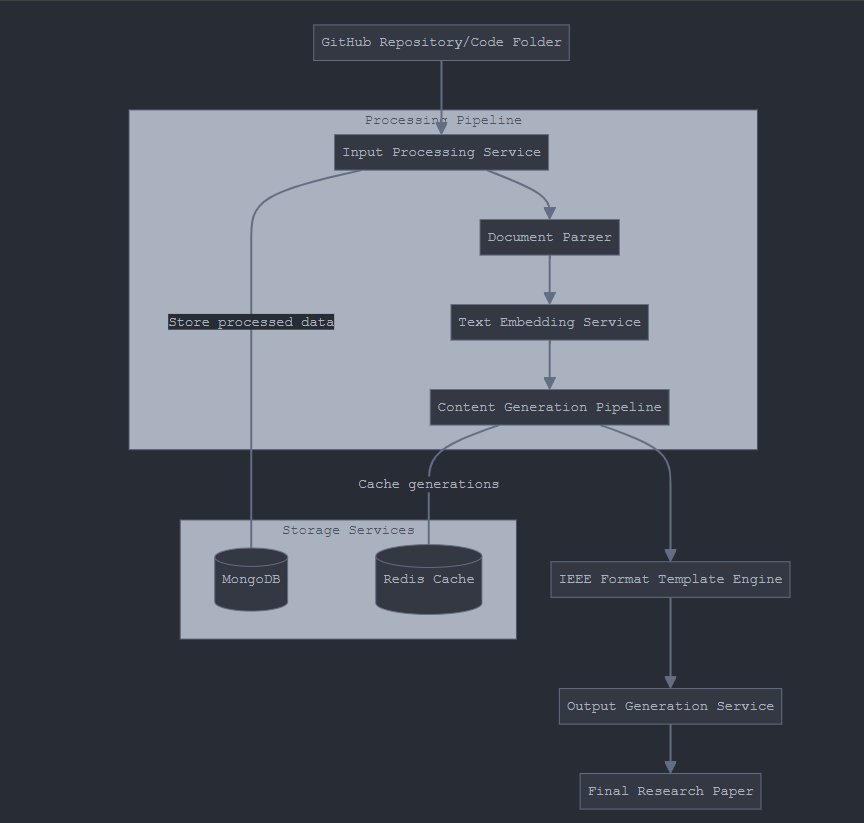 GitHub Repository/Code Folder
Processing Pipeline
Input Processing Service
Document Parser
Store processed data
Text Embedding Service
Content Generation Pipeline
Cache generations
Storage Services
MongoDB
Redis Cache
IEEE Format Template Engine
Output Generation Service
Final Research Paper